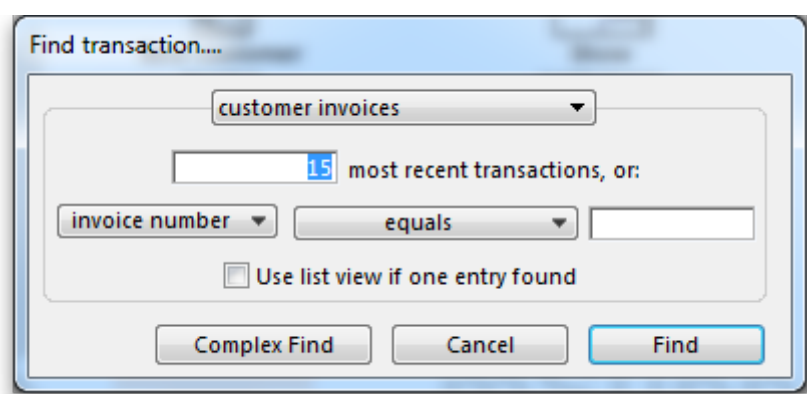 Find transaction....
customer invoices
15 most recent transactions, or:
invoice number equals
Use list view if one entry found
Complex Find Cancel Find